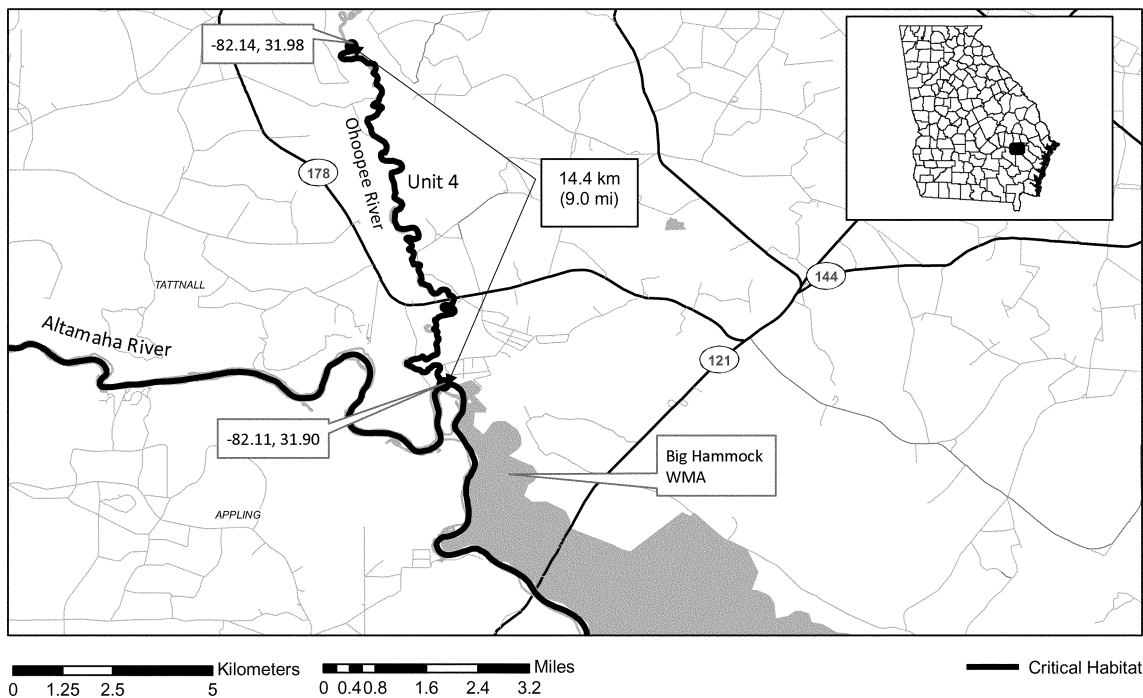 -82.14, 31.98
Ohoopee River
178
Unit 4
14.4 km
(9.0 mi)
144
TATTNALL
Altamaha River
121
-82.11, 31.90
Big Hammock
WMA
APPLING
Kilometers
0 1.25 2.5 5
Miles
0 0.40.8 1.6 2.4 3.2
Critical Habitat